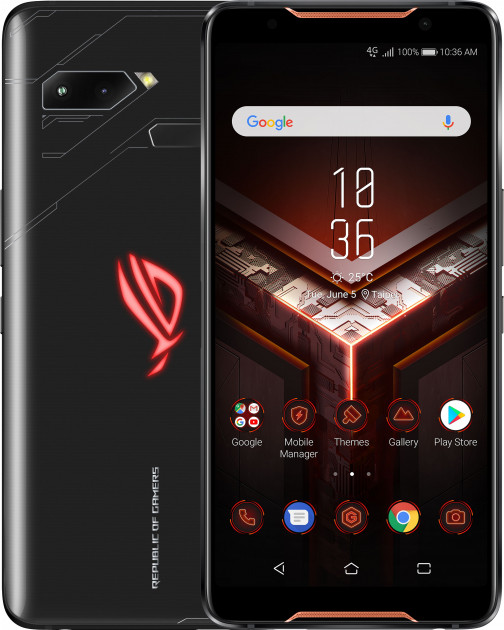 4G 100% 10:36 AM
Google
10
36
25°C
Tue, June 5 Taipei
Google Mobile Manager Themes Gallery Play Store
REPUBLIC OF GAMERS